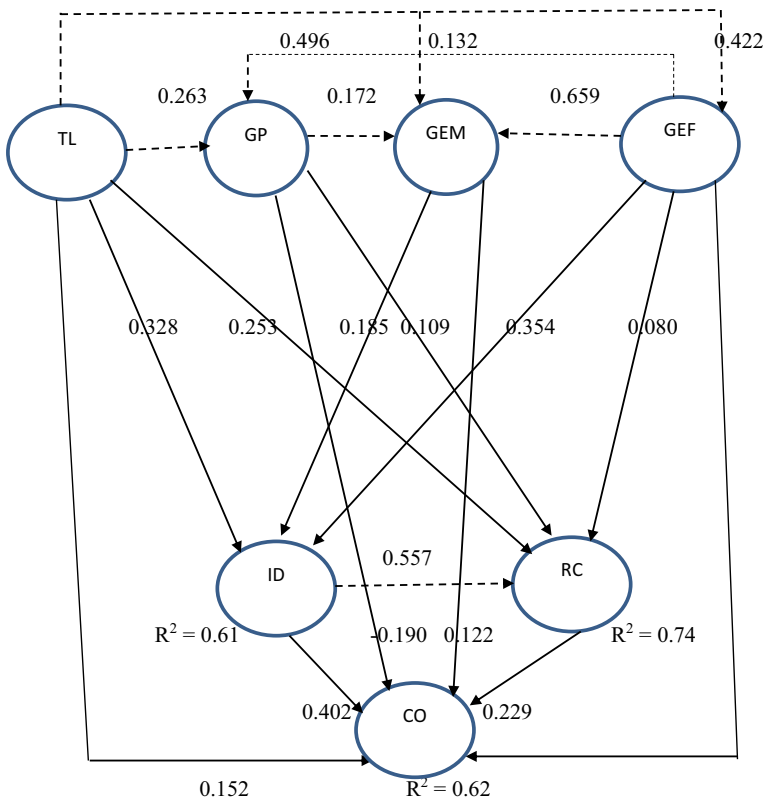 0.496 0.132 0.422
0.263 0.172 0.659
TL GP GEM GEF
0.328 0.253 0.185 0.109 0.354 0.080
0.557
ID RC
R² = 0.61 -0.190 0.122 R² = 0.74
0.402 CO 0.229
0.152 R² = 0.62